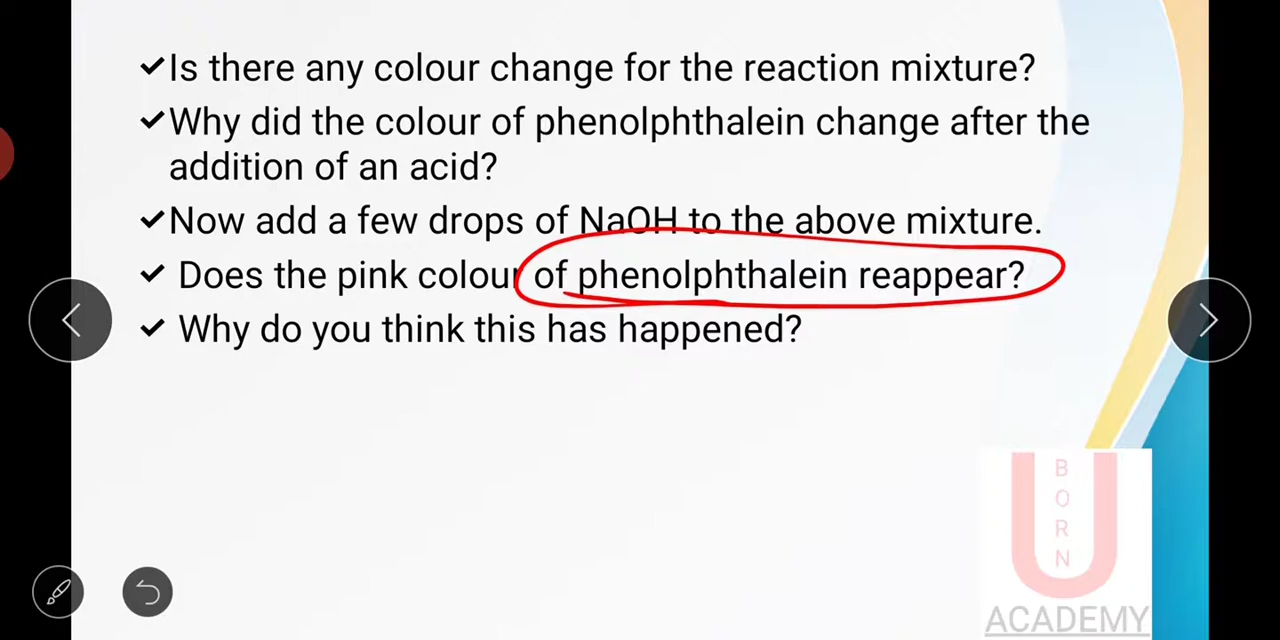 ✓Is there any colour change for the reaction mixture?
✓Why did the colour of phenolphthalein change after the
addition of an acid?
✓Now add a few drops of NaOH to the above mixture.
✓ Does the pink colour of phenolphthalein reappear?
✓ Why do you think this has happened?
U
BORN
ACADEMY